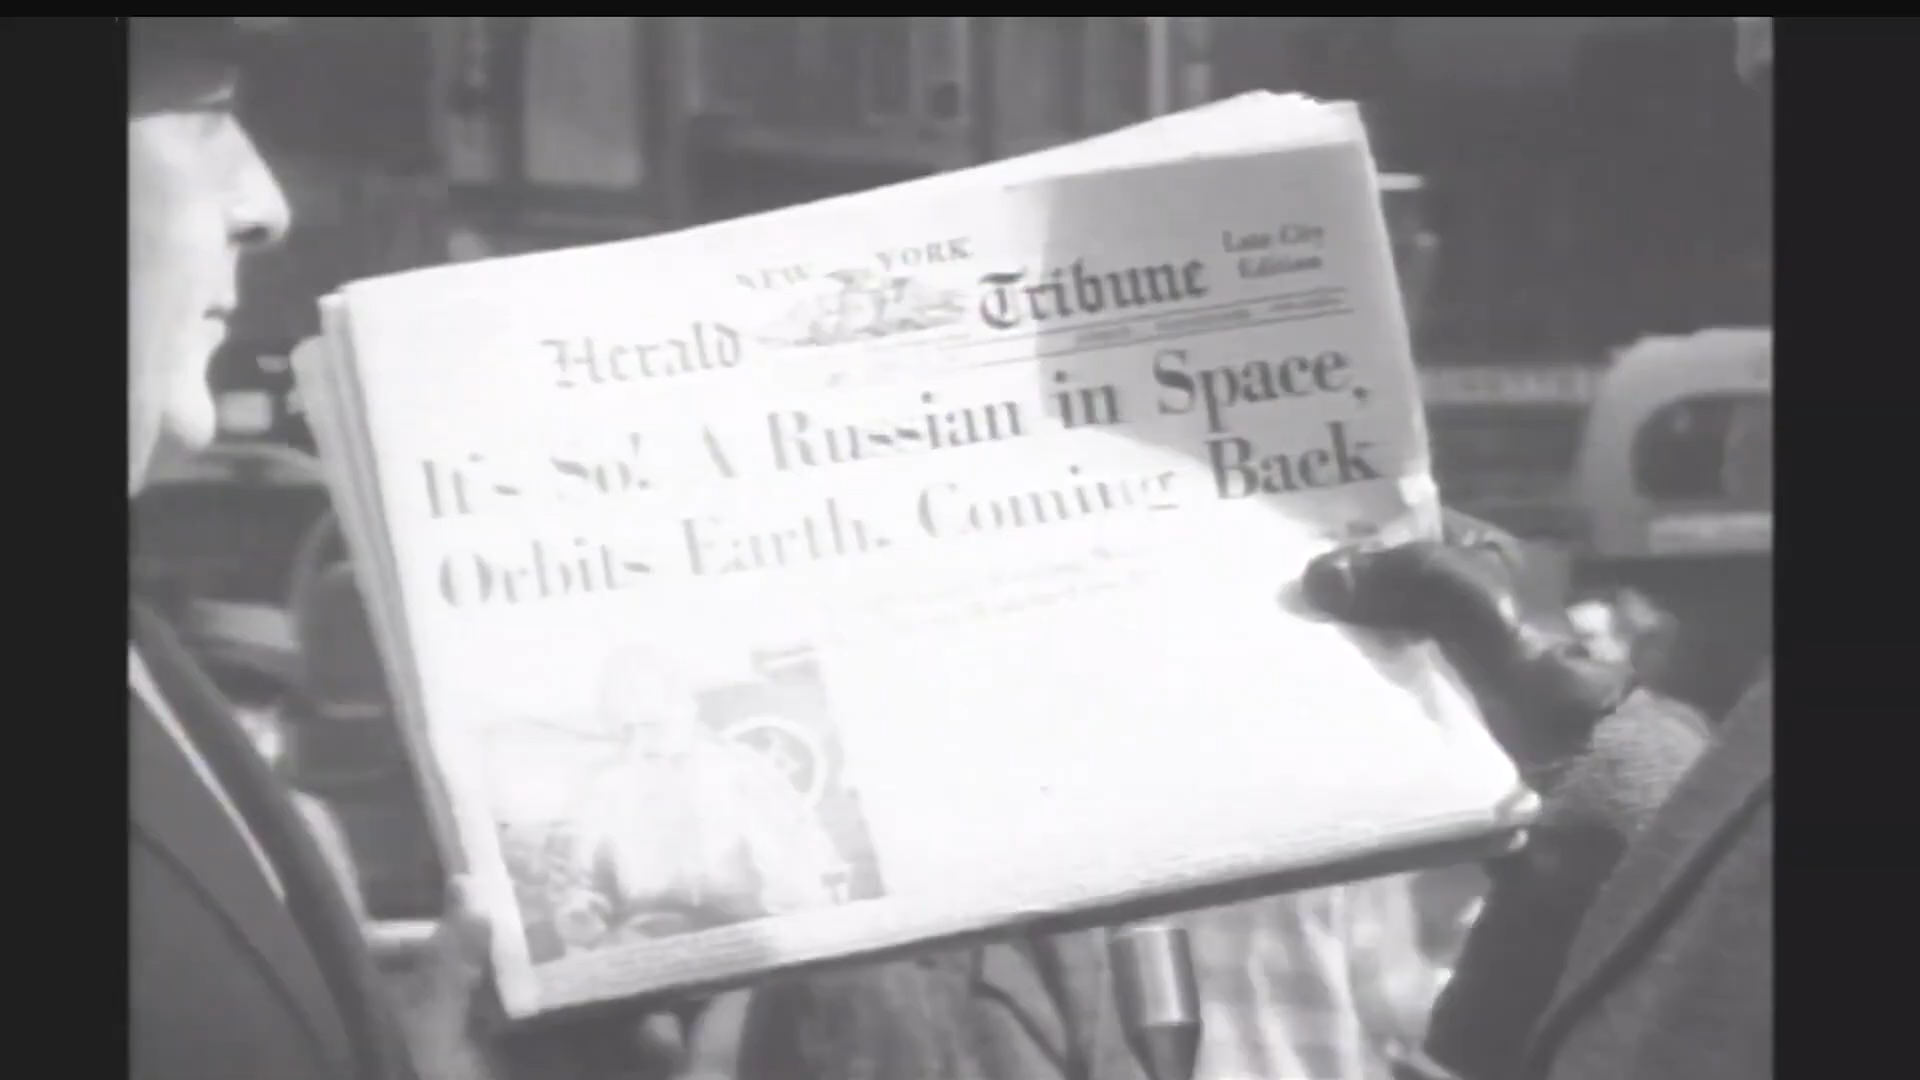 NEW YORK
Herald Tribune
Late City
Edition
It's So! A Russian in Space,
Orbits Earth, Coming Back